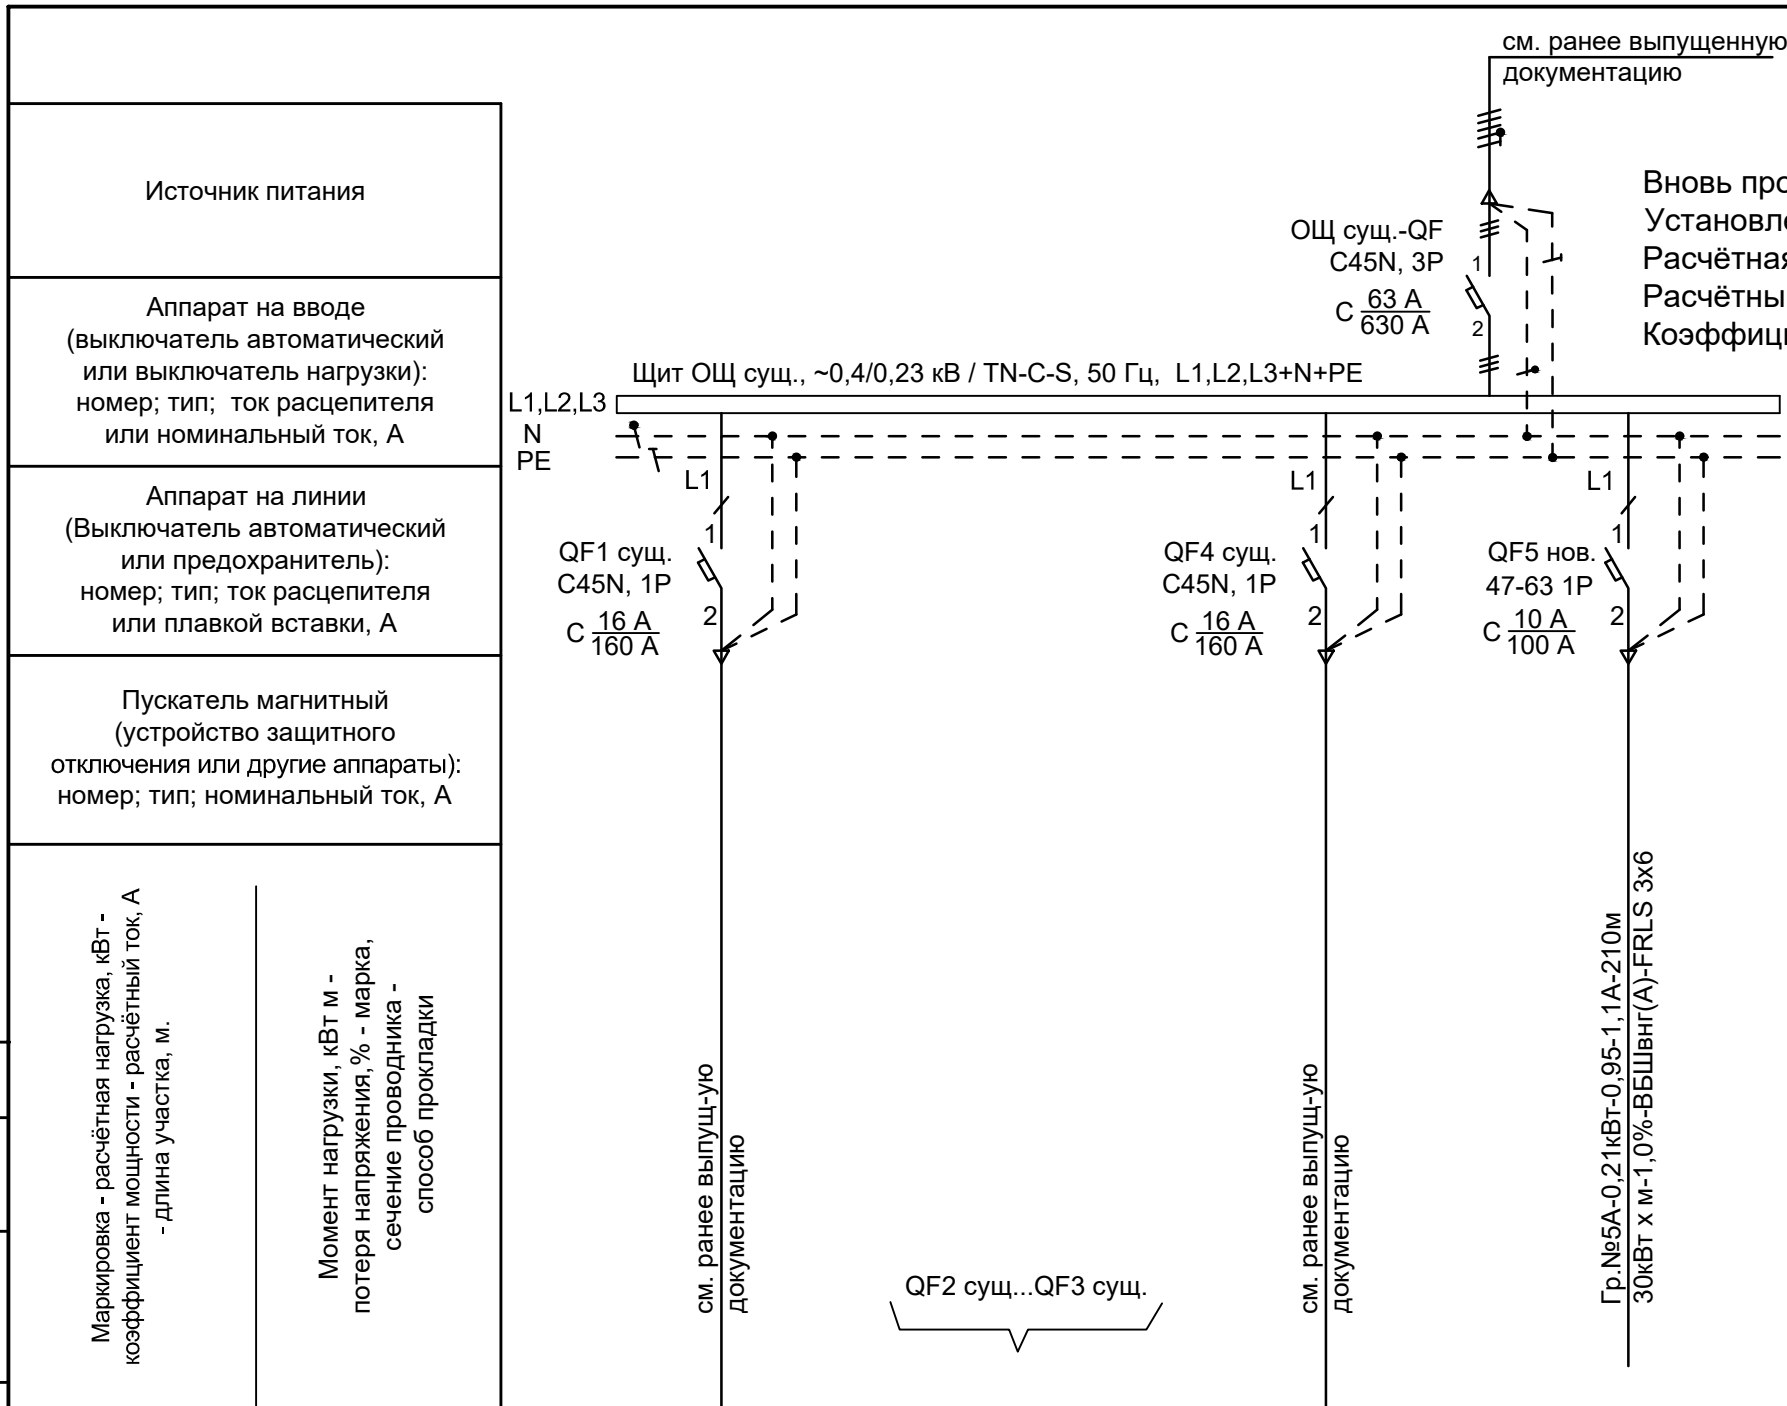 см. ранее выпущенную
документацию
Источник питания
Аппарат на вводе
(выключатель автоматический
или выключатель нагрузки):
номер; тип; ток расцепителя
или номинальный ток, А
Аппарат на линии
(Выключатель автоматический
или предохранитель):
номер; тип; ток расцепителя
или плавкой вставки, А
Пускатель магнитный
(устройство защитного
отключения или другие аппараты):
номер; тип; номинальный ток, А
Маркировка - расчётная нагрузка, кВт -
коэффициент мощности - расчётный ток, А
- длина участка, м.
Момент нагрузки, кВт м -
потеря напряжения,% - марка,
сечение проводника -
способ прокладки
ОЩ сущ.-QF
C45N, 3P
C 63 А
630 А
1
2
Вновь про
Установле
Расчётная
Расчётны
Коэффици
Щит ОЩ сущ., ~0,4/0,23 кВ / TN-C-S, 50 Гц, L1,L2,L3+N+PE
L1,L2,L3
N
PE
L1
1
QF1 сущ.
C45N, 1P
C 16 А
160 А
2
см. ранее выпущ-ую
документацию
QF2 сущ...QF3 сущ.
L1
1
QF4 сущ.
C45N, 1P
C 16 А
160 А
2
см. ранее выпущ-ую
документацию
L1
1
QF5 нов.
47-63 1P
C 10 А
100 А
2
Гр.№5А-0,21кВт-0,95-1,1А-210м
30кВт х м-1,0%-ВБШвнг(А)-FRLS 3х6